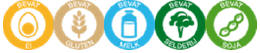 BEVAT
EI
BEVAT
GLUTEN
BEVAT
MELK
BEVAT
SELDERIJ
BEVAT
SOJA